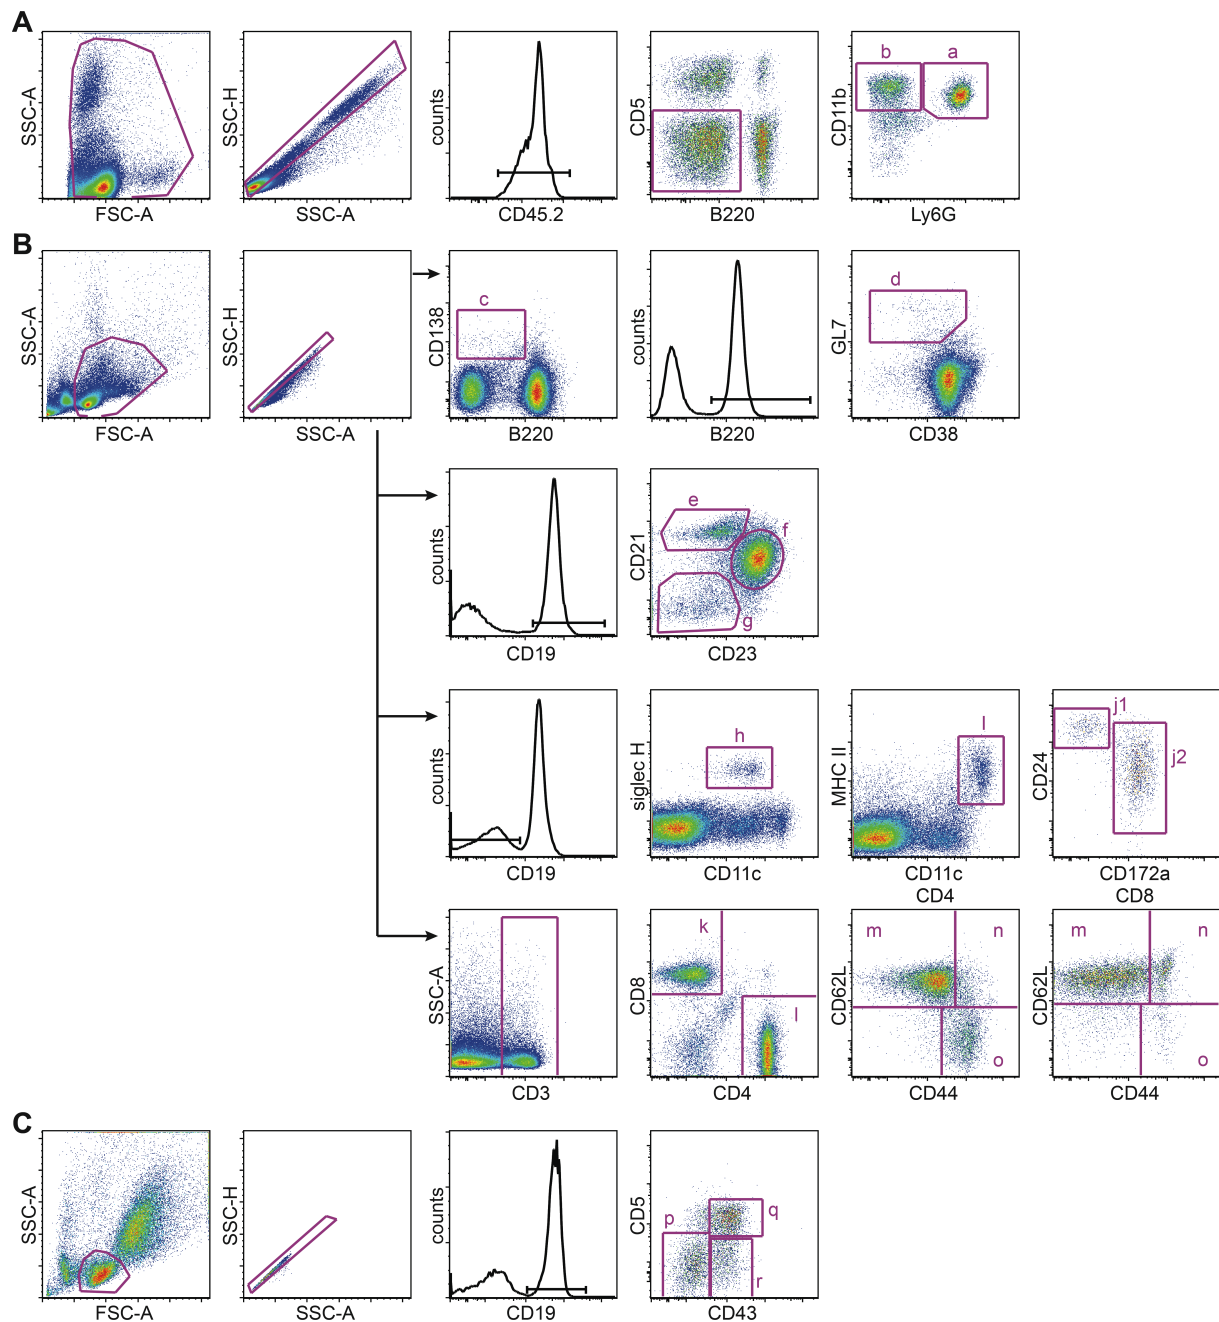 A
SSC-A
FSC-A
SSC-H
SSC-A
counts
CD45.2
CD5
B220
CD11b
b
a
Ly6G
B
SSC-A
FSC-A
SSC-H
SSC-A
CD138
c
B220
counts
B220
GL7
d
CD38
counts
CD19
CD21
e
f
g
CD23
counts
CD19
siglec H
h
CD11c
MHC II
I
CD11c
CD24
j1
j2
CD172a
SSC-A
CD3
CD8
k
l
CD4
CD4
CD62L
m
n
o
CD44
CD8
CD62L
m
n
o
CD44
C
SSC-A
FSC-A
SSC-H
SSC-A
counts
CD19
CD5
p
q
r
CD43